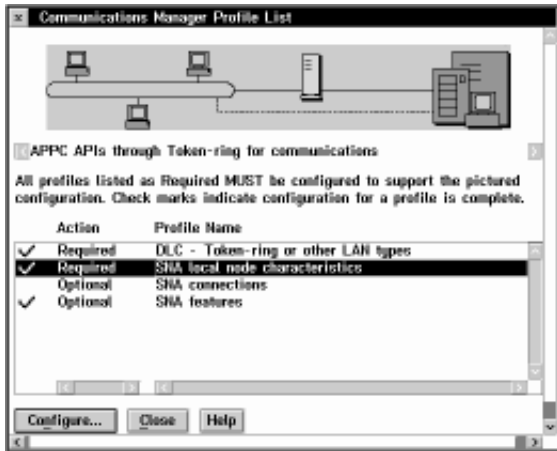 Communications Manager Profile List
APPC APIs through Token-ring for communications
All profiles listed as Required MUST be configured to support the pictured
configuration. Check marks indicate configuration for a profile is complete.
Action Profile Name
Required DLC - Token-ring or other LAN types
Required SNA local node characteristics
Optional SNA connections
Optional SNA features
Configure... Close Help